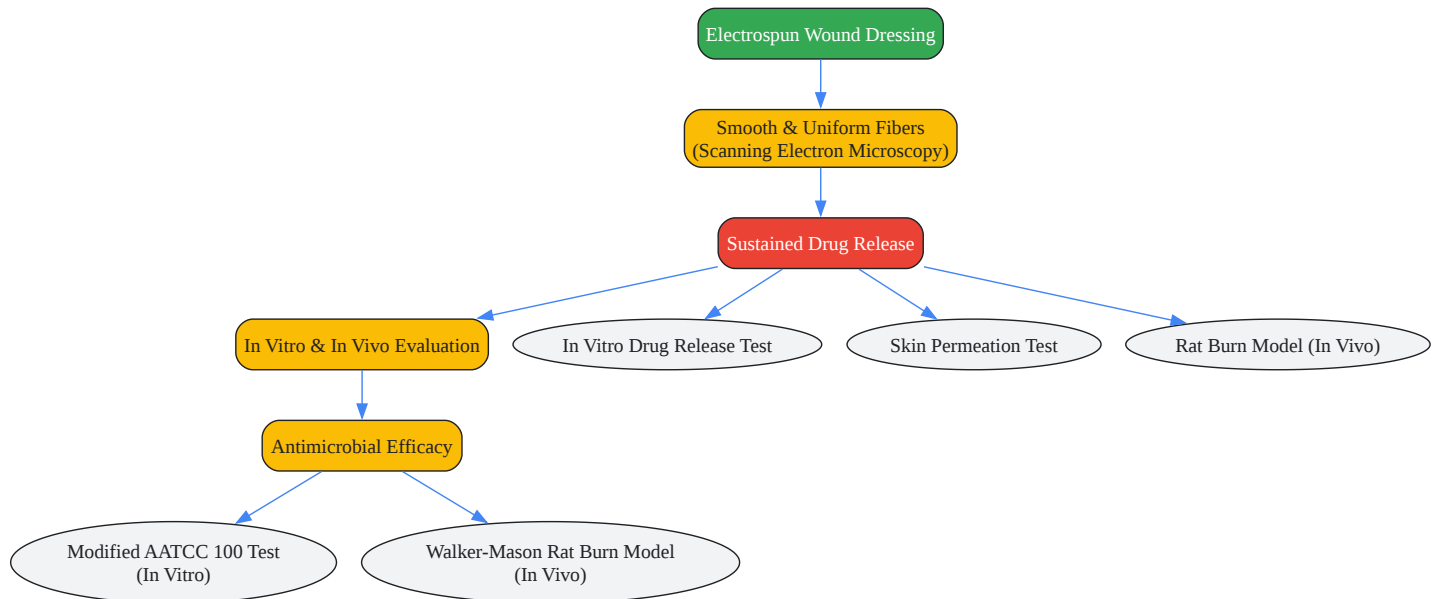 Electrospun Wound Dressing
Smooth & Uniform Fibers
(Scanning Electron Microscopy)
Sustained Drug Release
In Vitro & In Vivo Evaluation
In Vitro Drug Release Test
Skin Permeation Test
Rat Burn Model (In Vivo)
Antimicrobial Efficacy
Modified AATCC 100 Test
(In Vitro)
Walker-Mason Rat Burn Model
(In Vivo)